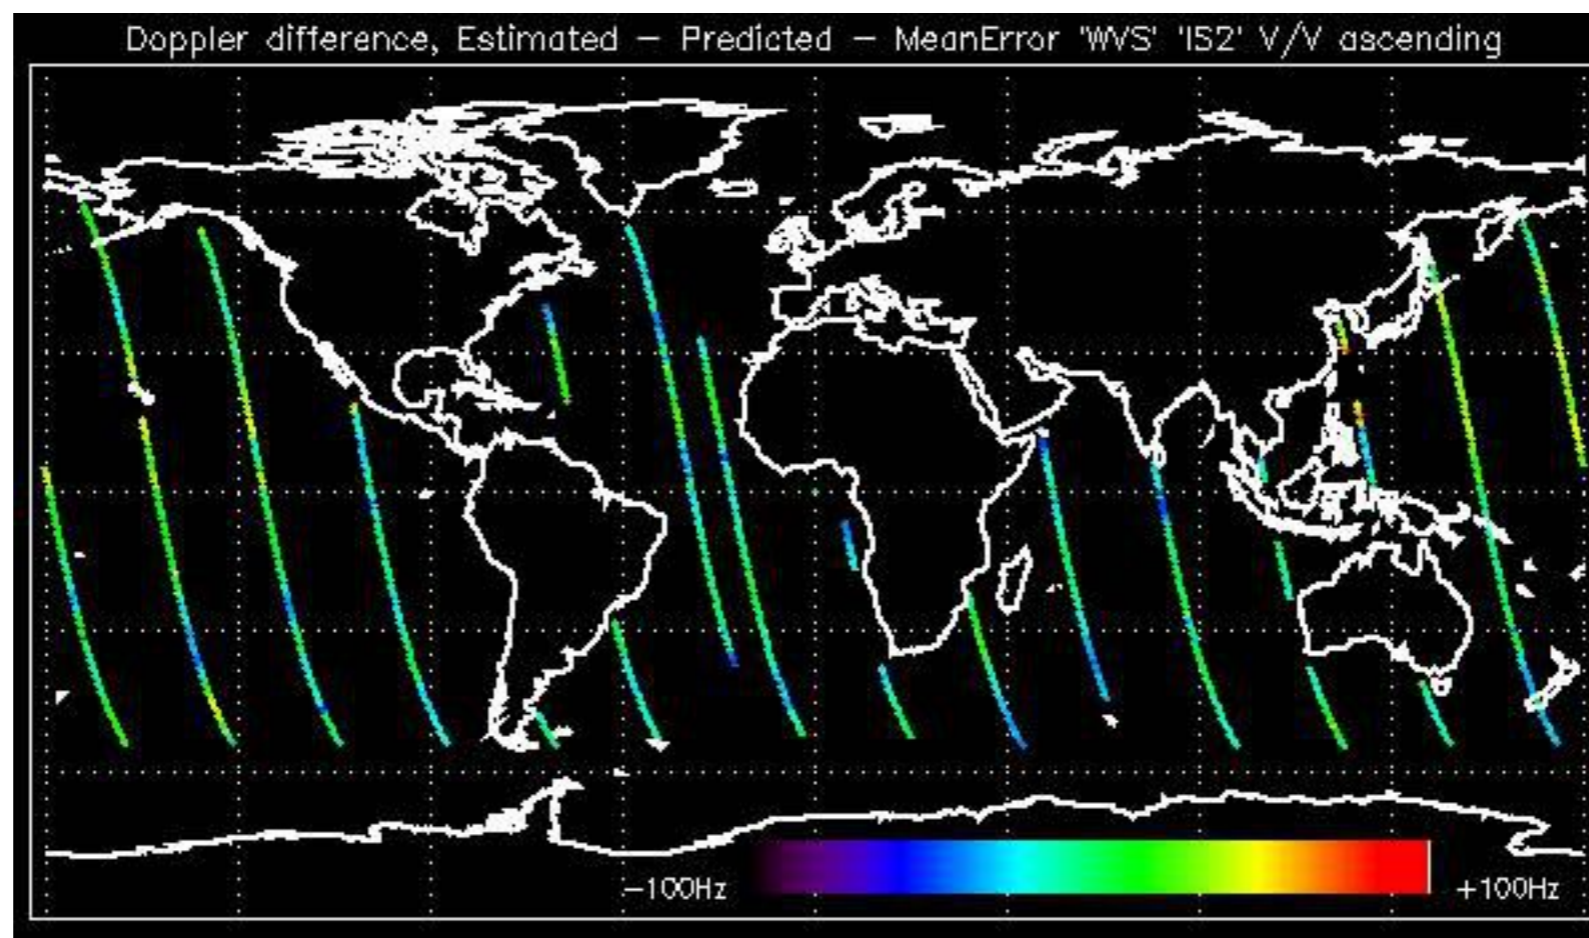 Doppler difference, Estimated – Predicted – MeanError 'WVS' 'IS2' V/V ascending
–100Hz +100Hz